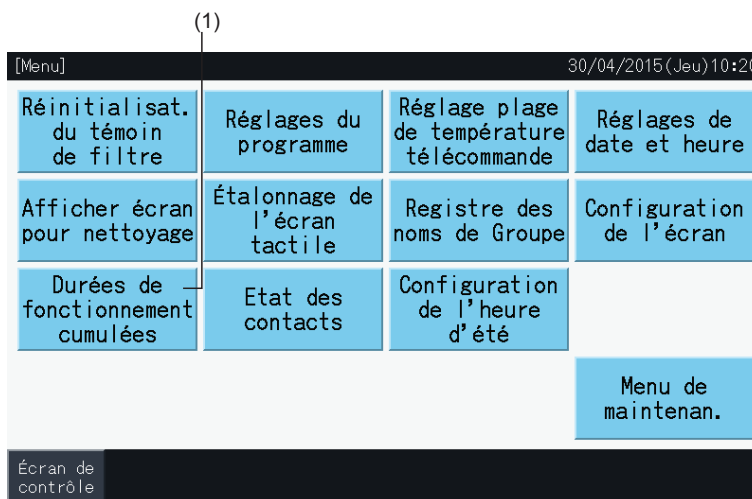 (1)
[Menu] 30/04/2015(Jeu)10:20
Réinitialisat.
du témoin
de filtre
Réglages du
programme
Réglage plage
de température
télécommande
Réglages de
date et heure
Afficher écran
pour nettoyage
Étalonnage de
l'écran
tactile
Registre des
noms de Groupe
Configuration
de l'écran
Durées de
fonctionnement
cumulées
Etat des
contacts
Configuration
de l'heure
d'été
Menu de
maintenan.
Écran de
contrôle